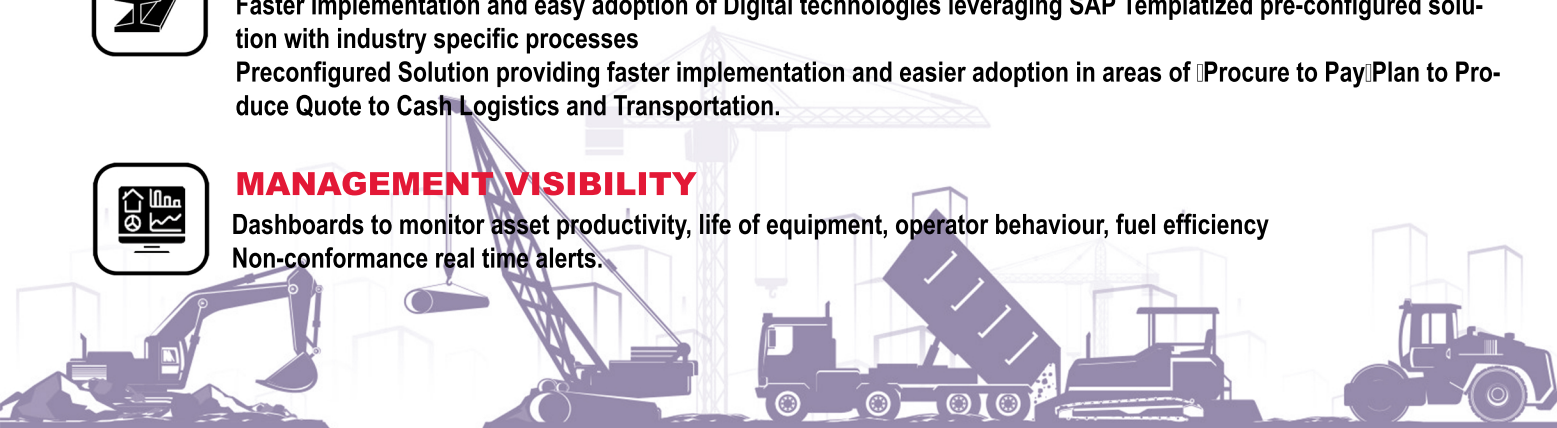 Faster implementation and easy adoption of Digital technologies leveraging SAP Templatized pre-configured solu-
tion with industry specific processes
Preconfigured Solution providing faster implementation and easier adoption in areas of ▯Procure to Pay▯Plan to Pro-
duce Quote to Cash Logistics and Transportation.
MANAGEMENT VISIBILITY
Dashboards to monitor asset productivity, life of equipment, operator behaviour, fuel efficiency
Non-conformance real time alerts.